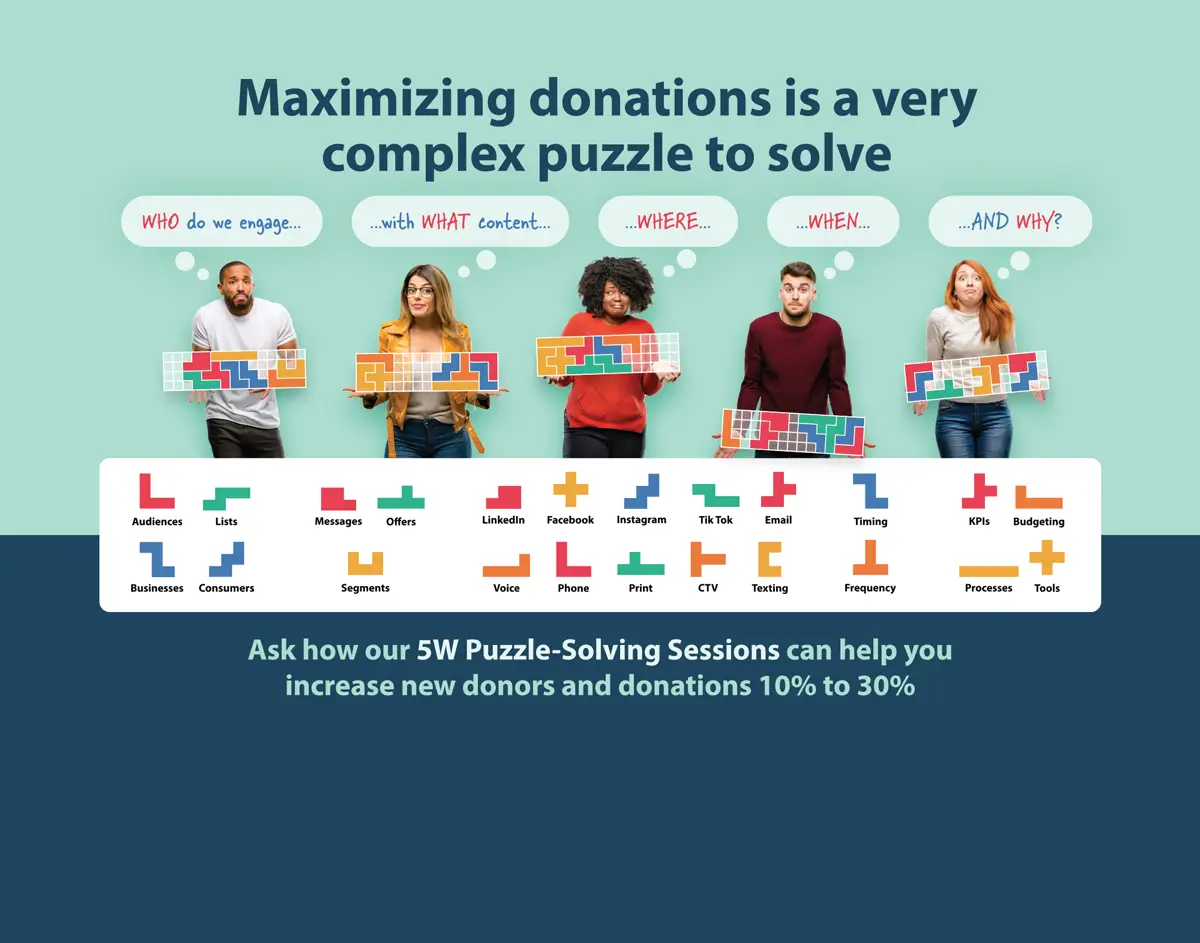 Maximizing donations is a very
complex puzzle to solve
WHO do we engage...
...with WHAT content...
...WHERE...
...WHEN...
...AND WHY?
Audiences
Lists
Businesses
Consumers
Messages
Offers
Segments
LinkedIn
Facebook
Instagram
Tik Tok
Email
Voice
Phone
Print
CTV
Texting
Timing
Frequency
KPIs
Budgeting
Processes
Tools
Ask how our 5W Puzzle-Solving Sessions can help you
increase new donors and donations 10% to 30%